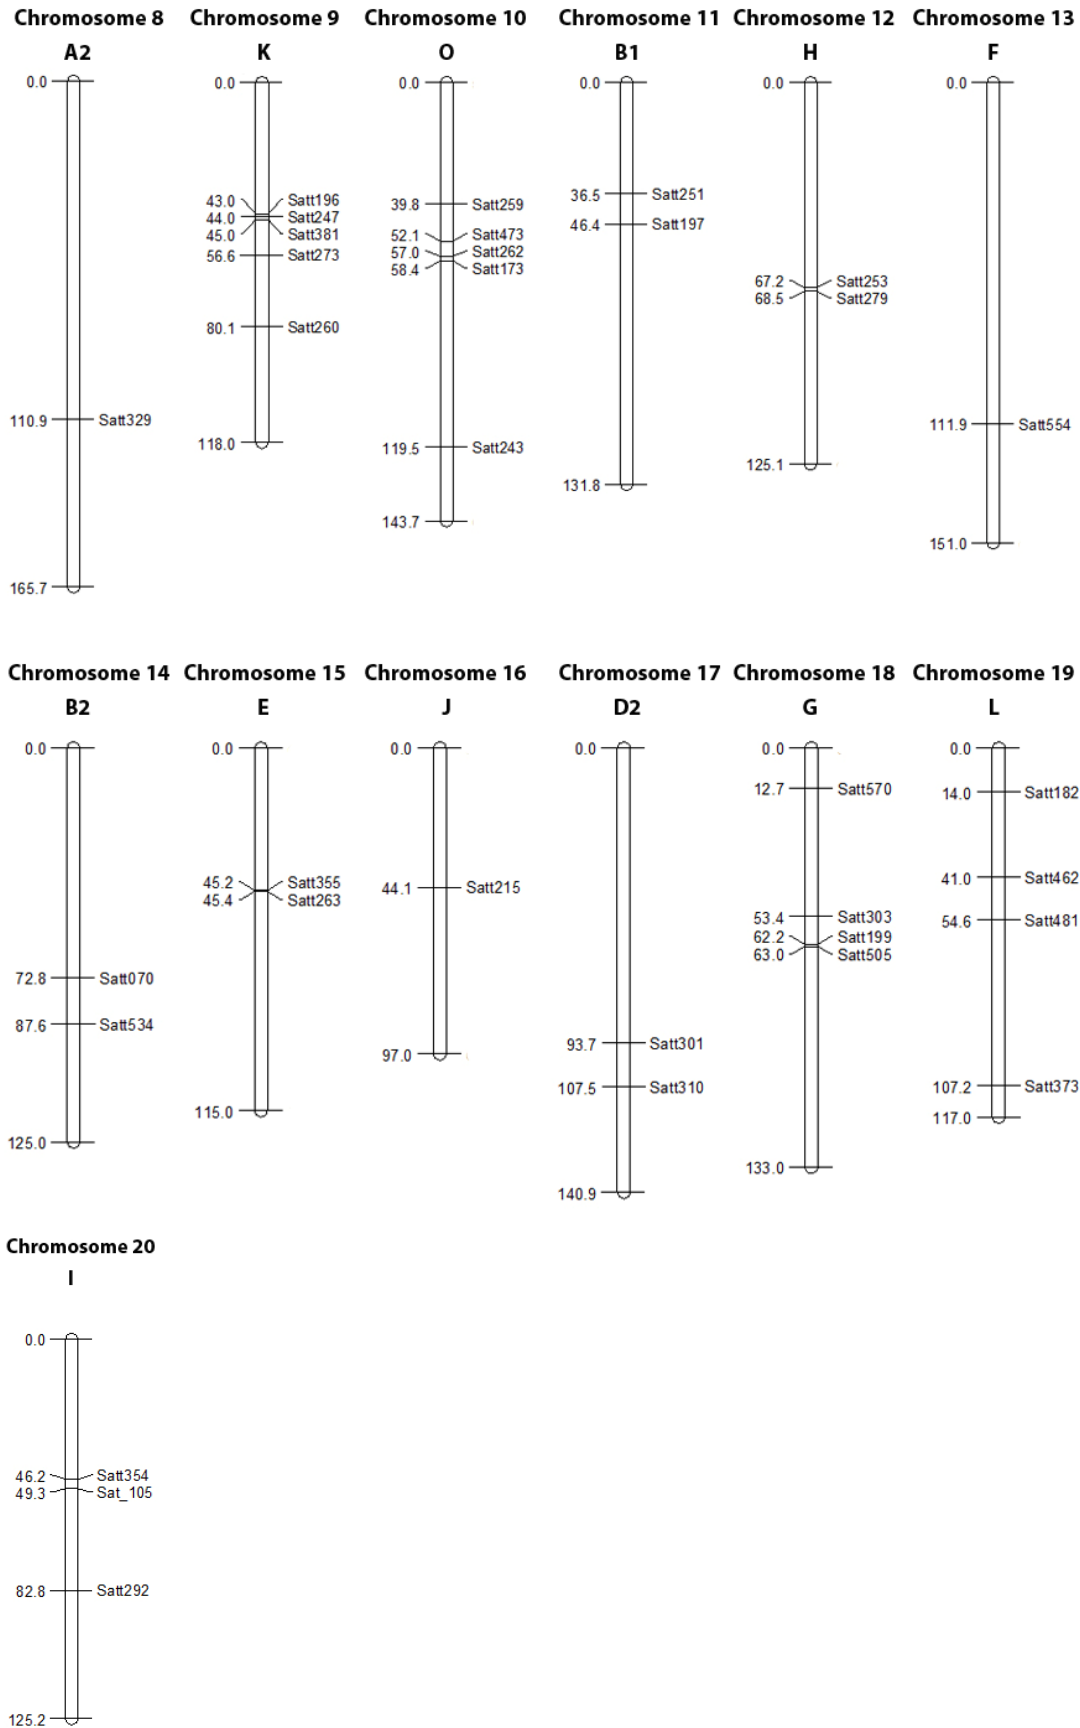 Chromosome 8 Chromosome 9 Chromosome 10 Chromosome 11 Chromosome 12 Chromosome 13
A2 K O B1 H F
0.0 0.0 0.0 0.0 0.0 0.0
36.5 Satt251
43.0 Satt196
39.8 Satt259
44.0 Satt247
46.4 Satt197
45.0 Satt381
52.1 Satt473
56.6 Satt273
57.0 Satt262
58.4 Satt173
67.2 Satt253
68.5 Satt279
80.1 Satt260
110.9 Satt329
111.9 Satt554
118.0
119.5 Satt243
125.1
131.8
143.7
151.0
165.7
Chromosome 14 Chromosome 15 Chromosome 16 Chromosome 17 Chromosome 18 Chromosome 19
B2 E J D2 G L
0.0 0.0 0.0 0.0 0.0 0.0
12.7 Satt570
14.0 Satt182
41.0 Satt462
45.2 Satt355
44.1 Satt215
45.4 Satt263
53.4 Satt303
54.6 Satt481
62.2 Satt199
63.0 Satt505
72.8 Satt070
87.6 Satt534
93.7 Satt301
97.0
107.2 Satt373
107.5 Satt310
115.0
117.0
125.0
133.0
140.9
Chromosome 20
I
0.0
46.2 Satt354
49.3 Sat_105
82.8 Satt292
125.2